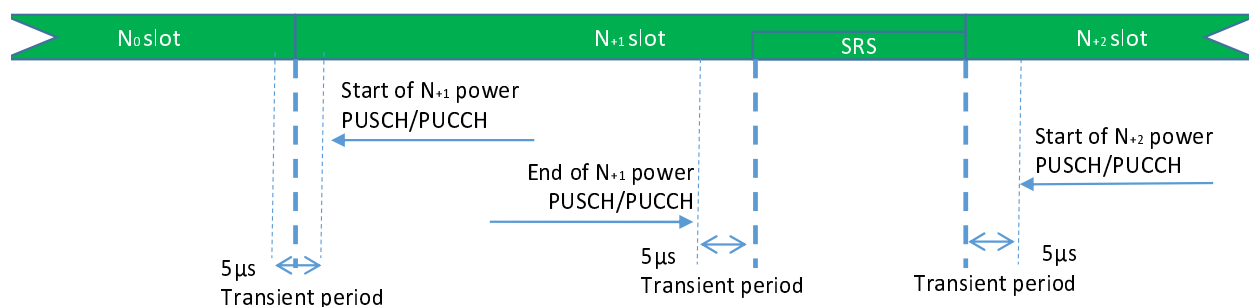 N₀ slot
N₊₁ slot
SRS
N₊₂ slot
Start of N₊₁ power
PUSCH/PUCCH
End of N₊₁ power
PUSCH/PUCCH
Start of N₊₂ power
PUSCH/PUCCH
5µs
Transient period
5µs
Transient period
5µs
Transient period